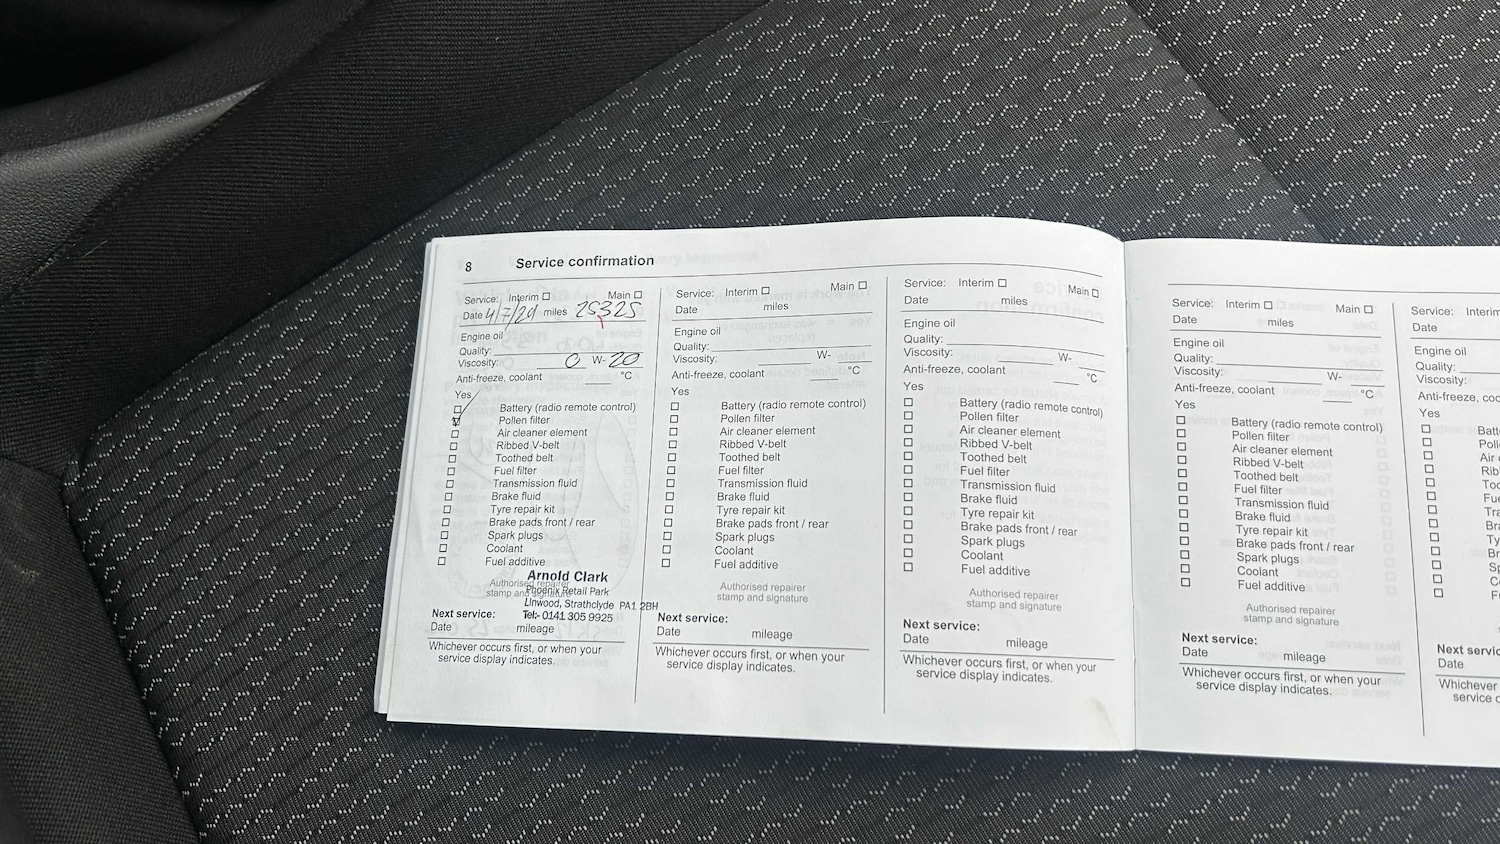 8 Service confirmation
Service: Interim ☐ Main ☐
Date 4/7/24 miles 25325
Engine oil
Quality:
Viscosity: 0 W-20
Anti-freeze, coolant °C
Yes
Battery (radio remote control)
Pollen filter
Air cleaner element
Ribbed V-belt
Toothed belt
Fuel filter
Transmission fluid
Brake fluid
Tyre repair kit
Brake pads front / rear
Spark plugs
Coolant
Fuel additive
Authorised repairer
stamp and signature
Arnold Clark
Phoenix Retail Park
Linwood, Strathclyde PA1 2BH
Tel:- 0141 305 9925
Next service:
Date mileage
Whichever occurs first, or when your
service display indicates.
Service: Interim ☐ Main ☐
Date miles
Engine oil
Quality:
Viscosity: W-
Anti-freeze, coolant °C
Yes
Battery (radio remote control)
Pollen filter
Air cleaner element
Ribbed V-belt
Toothed belt
Fuel filter
Transmission fluid
Brake fluid
Tyre repair kit
Brake pads front / rear
Spark plugs
Coolant
Fuel additive
Authorised repairer
stamp and signature
Next service:
Date mileage
Whichever occurs first, or when your
service display indicates.
Service: Interim ☐ Main ☐
Date miles
Engine oil
Quality:
Viscosity: W-
Anti-freeze, coolant °C
Yes
Battery (radio remote control)
Pollen filter
Air cleaner element
Ribbed V-belt
Toothed belt
Fuel filter
Transmission fluid
Brake fluid
Tyre repair kit
Brake pads front / rear
Spark plugs
Coolant
Fuel additive
Authorised repairer
stamp and signature
Next service:
Date mileage
Whichever occurs first, or when your
service display indicates.
Service: Interim ☐ Main ☐
Date miles
Engine oil
Quality:
Viscosity: W-
Anti-freeze, coolant °C
Yes
Battery (radio remote control)
Pollen filter
Air cleaner element
Ribbed V-belt
Toothed belt
Fuel filter
Transmission fluid
Brake fluid
Tyre repair kit
Brake pads front / rear
Spark plugs
Coolant
Fuel additive
Authorised repairer
stamp and signature
Next service:
Date mileage
Whichever occurs first, or when your
service display indicates.
Service:
Date
Engine oil
Quality:
Viscosity:
Anti-freeze,
Yes
Next
Date
Whichever
service